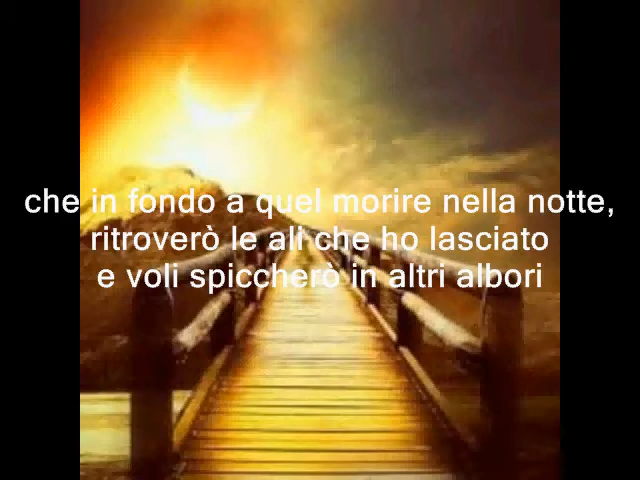 che in fondo a quel morire nella notte,
ritroverò le ali che ho lasciato
e voli spiccherò in altri albori